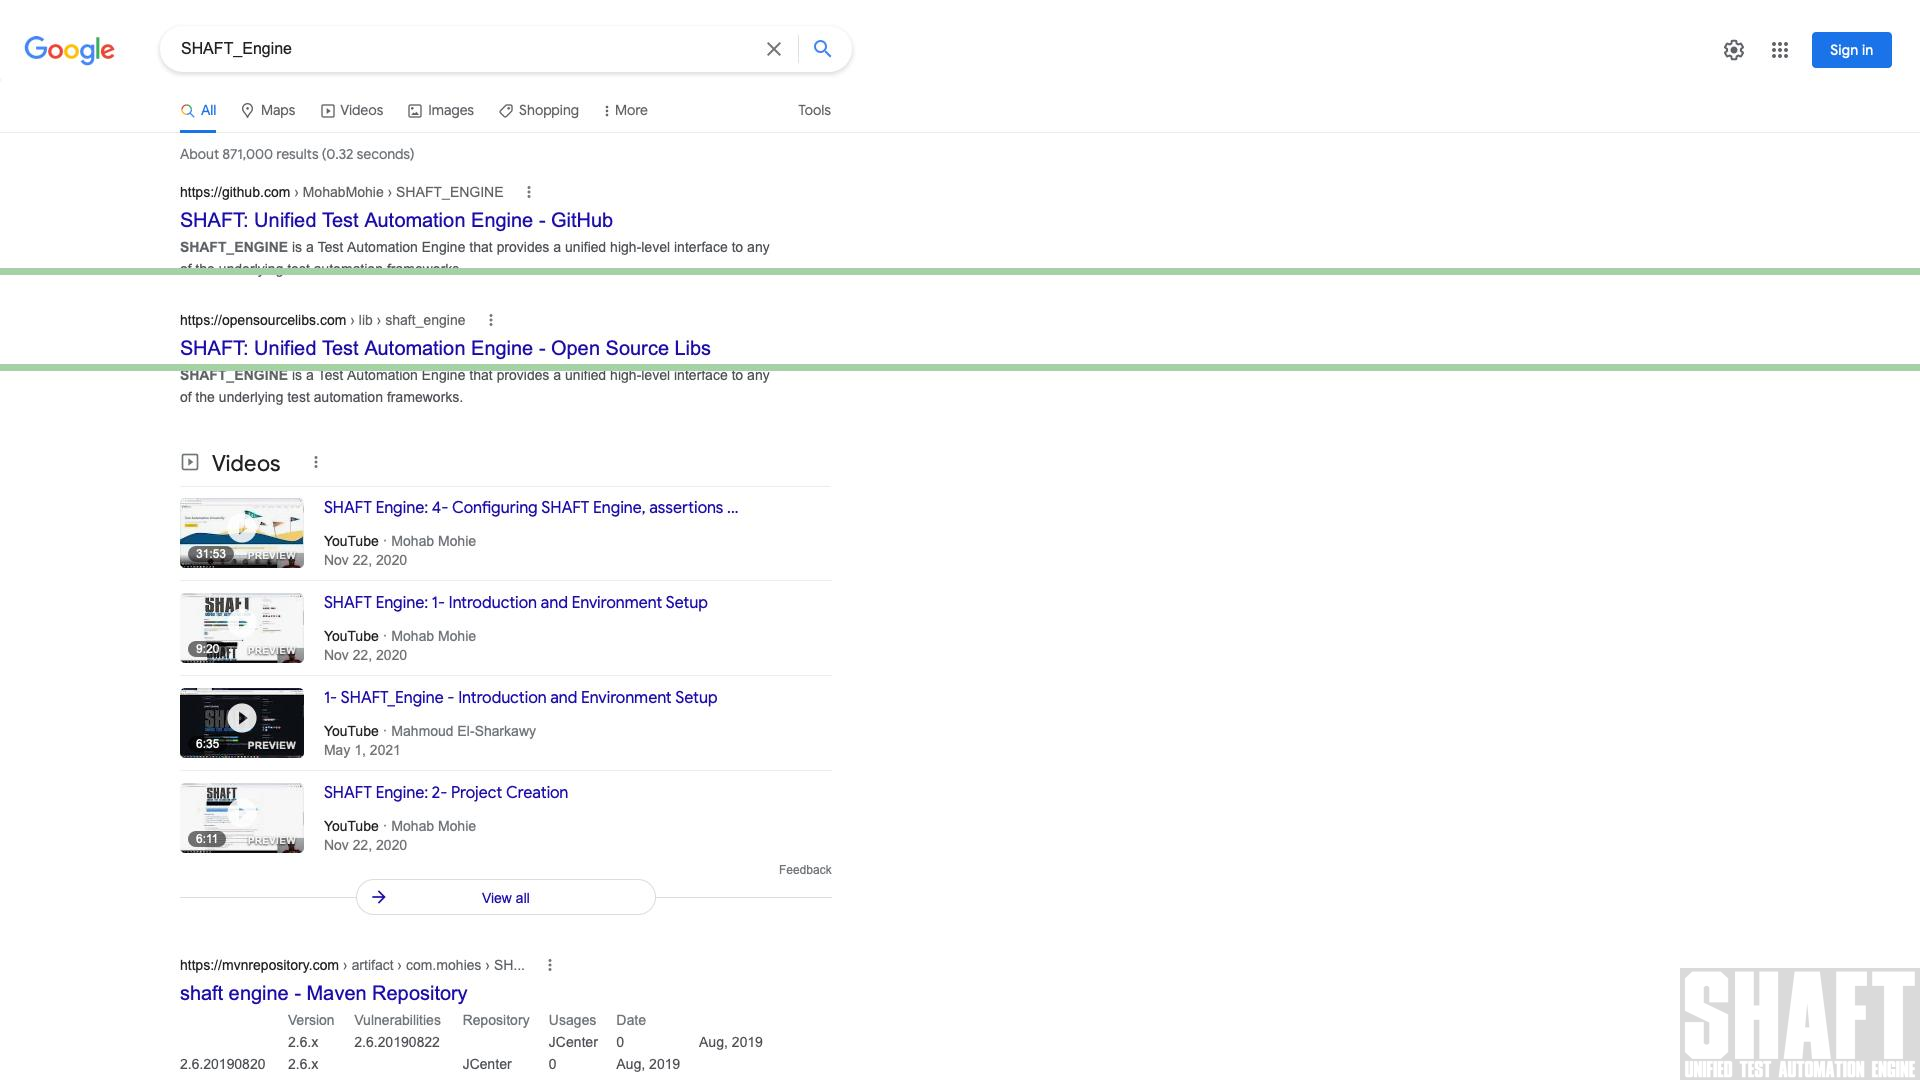 Google
SHAFT_Engine
Sign in
All Maps Videos Images Shopping More Tools
About 871,000 results (0.32 seconds)
https://github.com › MohabMohie › SHAFT_ENGINE
SHAFT: Unified Test Automation Engine - GitHub
SHAFT_ENGINE is a Test Automation Engine that provides a unified high-level interface to any
of the underlying test automation frameworks.
https://opensourcelibs.com › lib › shaft_engine
SHAFT: Unified Test Automation Engine - Open Source Libs
SHAFT_ENGINE is a Test Automation Engine that provides a unified high-level interface to any
of the underlying test automation frameworks.
Videos
SHAFT Engine: 4- Configuring SHAFT Engine, assertions ...
31:53 PREVIEW
YouTube · Mohab Mohie
Nov 22, 2020
SHAFT Engine: 1- Introduction and Environment Setup
SHAFT
9:20 PREVIEW
YouTube · Mohab Mohie
Nov 22, 2020
1- SHAFT_Engine - Introduction and Environment Setup
6:35 PREVIEW
YouTube · Mahmoud El-Sharkawy
May 1, 2021
SHAFT Engine: 2- Project Creation
SHAFT
6:11 PREVIEW
YouTube · Mohab Mohie
Nov 22, 2020
Feedback
View all
https://mvnrepository.com › artifact › com.mohies › SH...
shaft engine - Maven Repository
Version Vulnerabilities Repository Usages Date
2.6.x 2.6.20190822 JCenter 0 Aug, 2019
2.6.20190820 2.6.x JCenter 0 Aug, 2019
SHAFT
UNIFIED TEST AUTOMATION ENGINE